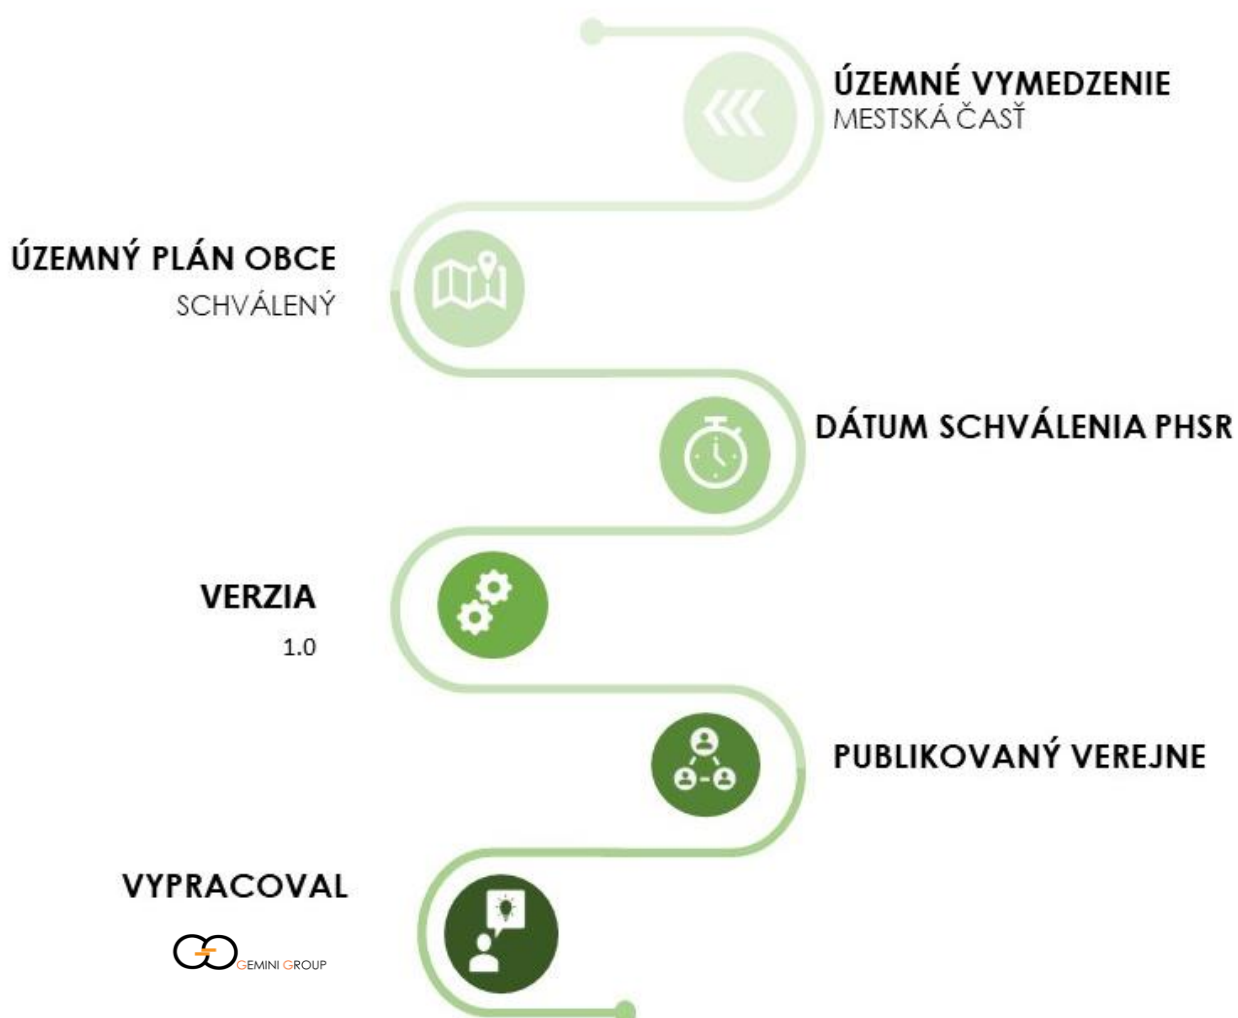 ÚZEMNÉ VYMEDZENIE
MESTSKÁ ČASŤ
ÚZEMNÝ PLÁN OBCE
SCHVÁLENÝ
DÁTUM SCHVÁLENIA PHSR
VERZIA
1.0
PUBLIKOVANÝ VEREJNE
VYPRACOVAL
GEMINI GROUP